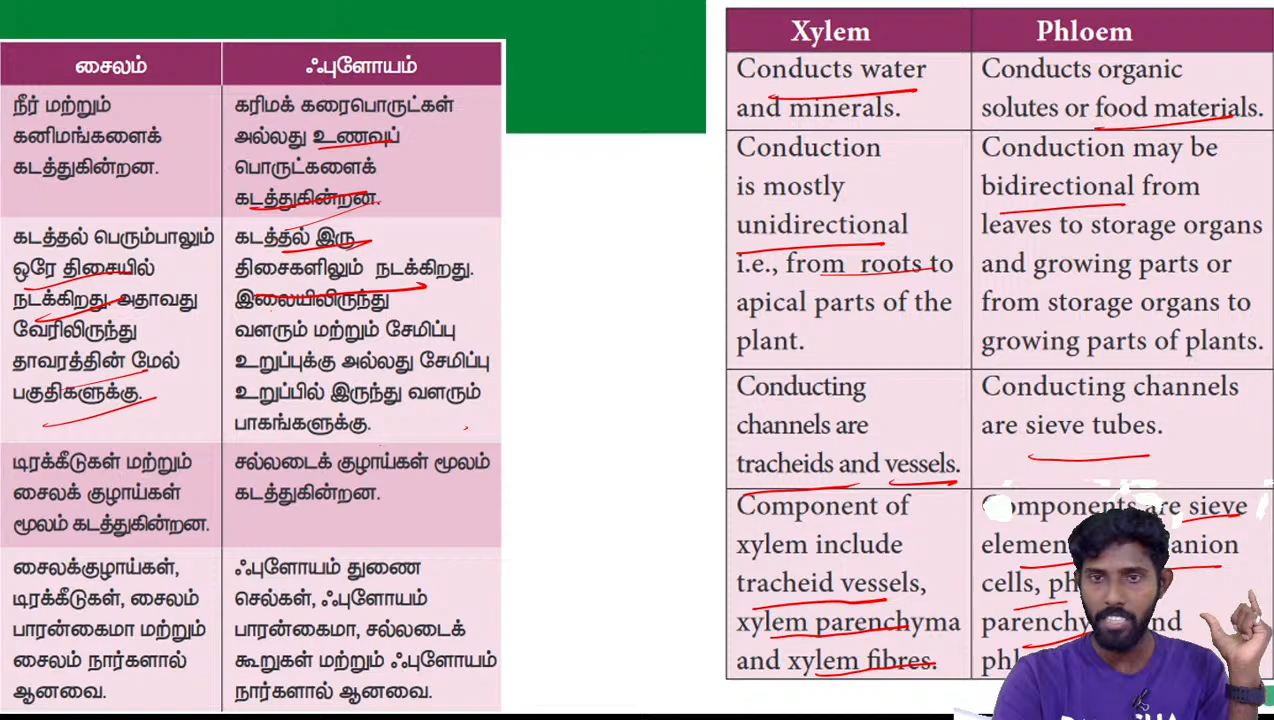 சைலம்
ஃபுளோயம்
நீர் மற்றும்
கனிமங்களைக்
கடத்துகின்றன.
கரிமக் கரைபொருட்கள்
அல்லது உணவுப்
பொருட்களைக்
கடத்துகின்றன.
கடத்தல் பெரும்பாலும்
ஒரே திசையில்
நடக்கிறது. அதாவது
வேரிலிருந்து
தாவரத்தின் மேல்
பகுதிகளுக்கு.
கடத்தல் இரு
திசைகளிலும் நடக்கிறது.
இலையிலிருந்து
வளரும் மற்றும் சேமிப்பு
உறுப்புக்கு அல்லது சேமிப்பு
உறுப்பில் இருந்து வளரும்
பாகங்களுக்கு.
டிரக்கீடுகள் மற்றும்
சைலக் குழாய்கள்
மூலம் கடத்துகின்றன.
சல்லடைக் குழாய்கள் மூலம்
கடத்துகின்றன.
சைலக்குழாய்கள்,
டிரக்கீடுகள், சைலம்
பாரன்கைமா மற்றும்
சைலம் நார்களால்
ஆனவை.
ஃபுளோயம் துணை
செல்கள், ஃபுளோயம்
பாரன்கைமா, சல்லடைக்
கூறுகள் மற்றும் ஃபுளோயம்
நார்களால் ஆனவை.
Xylem
Phloem
Conducts water
and minerals.
Conducts organic
solutes or food materials.
Conduction
is mostly
unidirectional
i.e., from roots to
apical parts of the
plant.
Conduction may be
bidirectional from
leaves to storage organs
and growing parts or
from storage organs to
growing parts of plants.
Conducting
channels are
tracheids and vessels.
Conducting channels
are sieve tubes.
Component of
xylem include
tracheid vessels,
xylem parenchyma
and xylem fibres.
are sieve
cells,